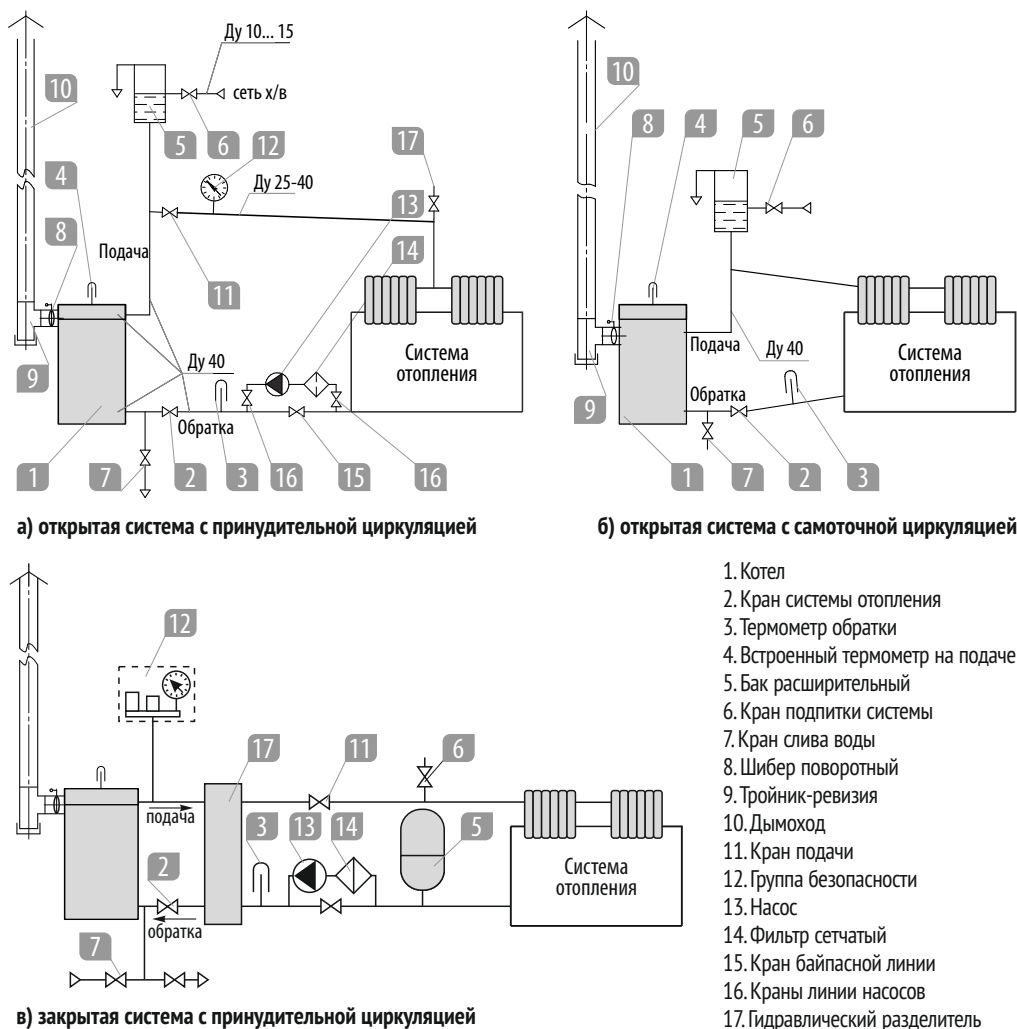 Ду 10... 15
сеть х/в
10
5
6
12
17
4
Ду 25-40
13
8
Подача
14
11
9
Ду 40
Система
отопления
Обратка
1
7
2
3
16
15
16
а) открытая система с принудительной циркуляцией
10
8
4
5
6
Подача
Ду 40
Система
отопления
Обратка
9
1
7
2
3
б) открытая система с самоточной циркуляцией
12
17
11
6
подача
3
13
14
5
2
Система
отопления
обратка
7
в) закрытая система с принудительной циркуляцией
1. Котел
2. Кран системы отопления
3. Термометр обратки
4. Встроенный термометр на подаче
5. Бак расширительный
6. Кран подпитки системы
7. Кран слива воды
8. Шибер поворотный
9. Тройник-ревизия
10. Дымоход
11. Кран подачи
12. Группа безопасности
13. Насос
14. Фильтр сетчатый
15. Кран байпасной линии
16. Краны линии насосов
17. Гидравлический разделитель